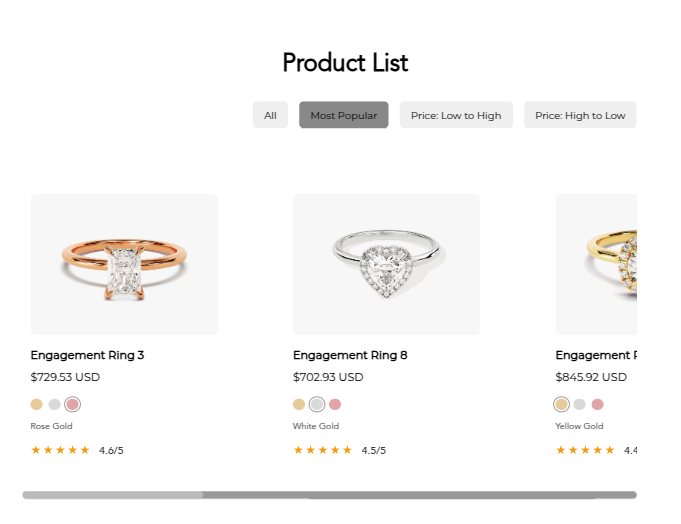 Product List
All
Most Popular
Price: Low to High
Price: High to Low
Engagement Ring 3
$729.53 USD
Rose Gold
4.6/5
Engagement Ring 8
$702.93 USD
White Gold
4.5/5
Engagement
$845.92 USD
Yellow Gold
4.4